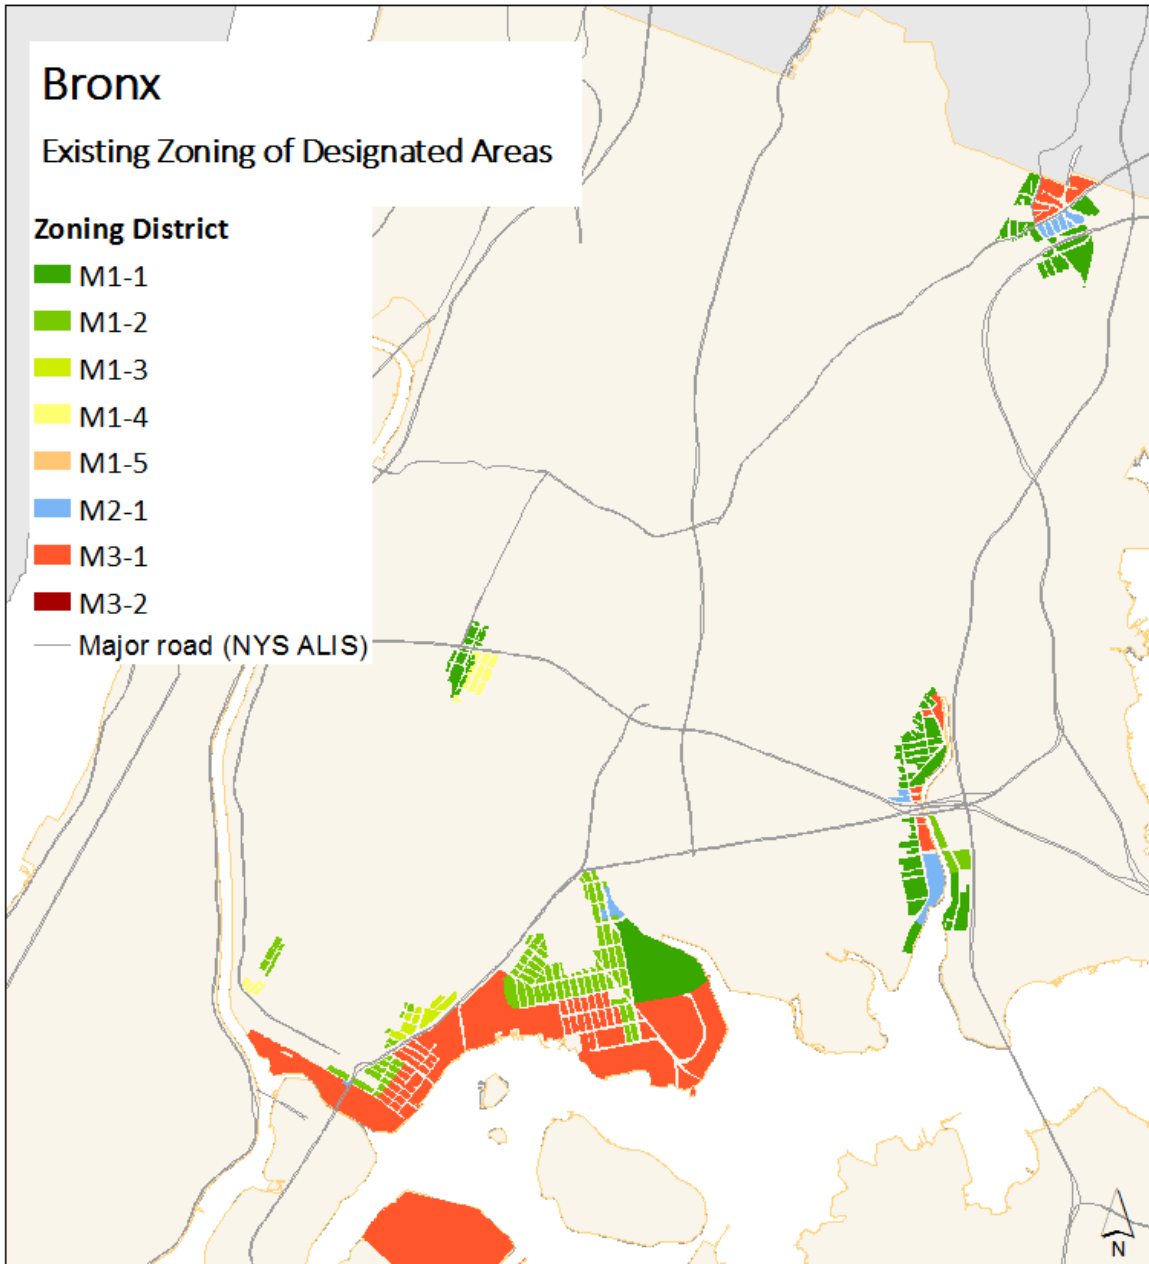 Bronx
Existing Zoning of Designated Areas
Zoning District
M1-1
M1-2
M1-3
M1-4
M1-5
M2-1
M3-1
M3-2
Major road (NYS ALIS)
N